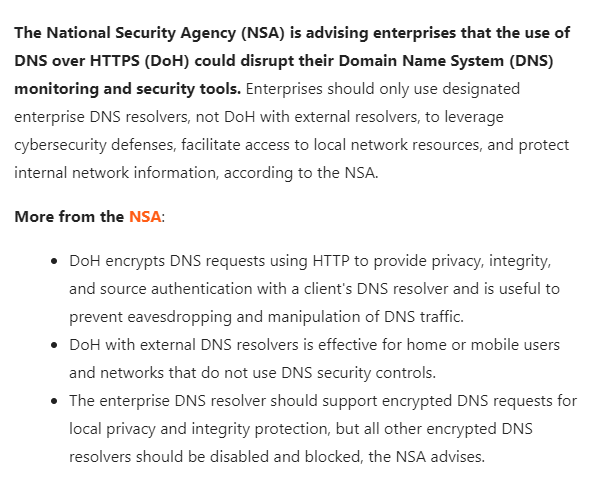 The National Security Agency (NSA) is advising enterprises that the use of
DNS over HTTPS (DoH) could disrupt their Domain Name System (DNS)
monitoring and security tools. Enterprises should only use designated
enterprise DNS resolvers, not DoH with external resolvers, to leverage
cybersecurity defenses, facilitate access to local network resources, and protect
internal network information, according to the NSA.
More from the NSA:
• DoH encrypts DNS requests using HTTP to provide privacy, integrity,
and source authentication with a client's DNS resolver and is useful to
prevent eavesdropping and manipulation of DNS traffic.
• DoH with external DNS resolvers is effective for home or mobile users
and networks that do not use DNS security controls.
• The enterprise DNS resolver should support encrypted DNS requests for
local privacy and integrity protection, but all other encrypted DNS
resolvers should be disabled and blocked, the NSA advises.